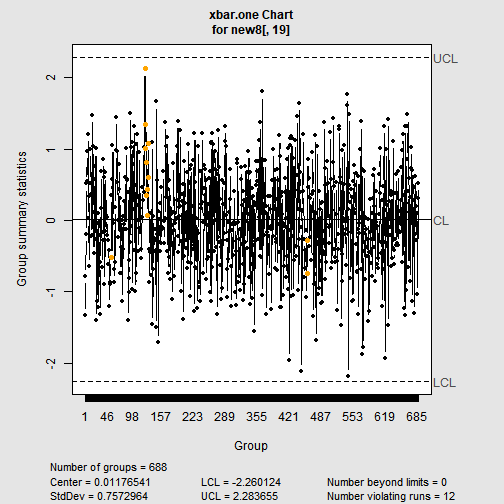 xbar.one Chart
for new8[, 19]
UCL
CL
LCL
Group summary statistics
2
1
0
-1
-2
1 46 98 157 223 289 355 421 487 553 619 685
Group
Number of groups = 688
Center = 0.01176541 LCL = -2.260124 Number beyond limits = 0
StdDev = 0.7572964 UCL = 2.283655 Number violating runs = 12